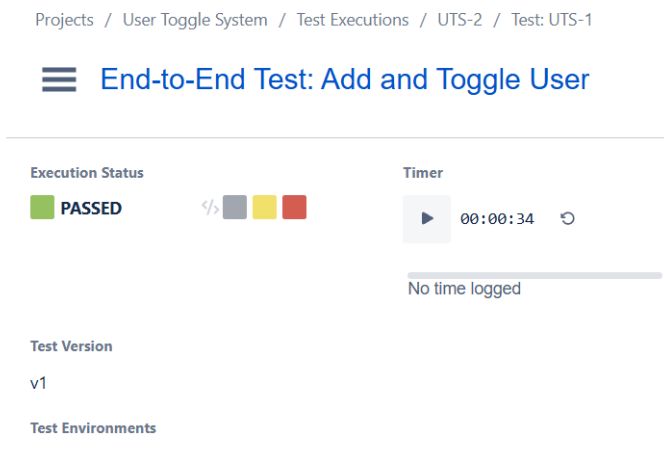 Projects / User Toggle System / Test Executions / UTS-2 / Test: UTS-1
End-to-End Test: Add and Toggle User
Execution Status
Timer
PASSED
</>
00:00:34
No time logged
Test Version
v1
Test Environments